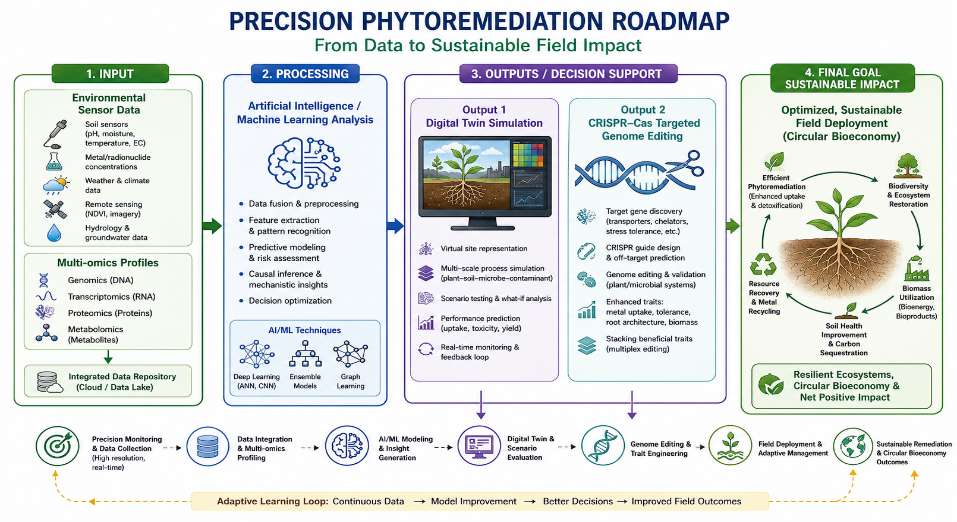 PRECISION PHYTOREMEDIATION ROADMAP
From Data to Sustainable Field Impact
1. INPUT
Environmental
Sensor Data
Soil sensors
(pH, moisture,
temperature, EC)
Metal/radionuclide
concentrations
Weather & climate
data
Remote sensing
(NDVI, imagery)
Hydrology &
groundwater data
Multi-omics Profiles
Genomics (DNA)
Transcriptomics (RNA)
Proteomics (Proteins)
Metabolomics
(Metabolites)
Integrated Data Repository
(Cloud / Data Lake)
2. PROCESSING
Artificial Intelligence /
Machine Learning Analysis
• Data fusion & preprocessing
• Feature extraction
& pattern recognition
• Predictive modeling
& risk assessment
• Causal inference &
mechanistic insights
• Decision optimization
AI/ML Techniques
Deep Learning
(ANN, CNN)
Ensemble
Models
Graph
Learning
3. OUTPUTS / DECISION SUPPORT
Output 1
Digital Twin Simulation
Virtual site representation
Multi-scale process simulation
(plant–soil–microbe–contaminant)
Scenario testing & what-if analysis
Performance prediction
(uptake, toxicity, yield)
Real-time monitoring &
feedback loop
Output 2
CRISPR–Cas Targeted
Genome Editing
Target gene discovery
(transporters, chelators,
stress tolerance, etc.)
CRISPR guide design
& off-target prediction
Genome editing & validation
(plant/microbial systems)
Enhanced traits:
metal uptake, tolerance,
root architecture, biomass
Stacking beneficial traits
(multiplex editing)
4. FINAL GOAL
SUSTAINABLE IMPACT
Optimized, Sustainable
Field Deployment
(Circular Bioeconomy)
Efficient
Phytoremediation
(Enhanced uptake
& detoxification)
Biodiversity
& Ecosystem
Restoration
Biomass
Utilization
(Bioenergy,
Bioproducts)
Soil Health
Improvement
& Carbon
Sequestration
Resource
Recovery
& Metal
Recycling
Resilient Ecosystems,
Circular Bioeconomy &
Net Positive Impact
Precision Monitoring
& Data Collection
(High resolution,
real-time)
Data Integration
& Multi-omics
Profiling
AI/ML Modeling
& Insight
Generation
Digital Twin &
Scenario
Evaluation
Genome Editing &
Trait Engineering
Field Deployment &
Adaptive Management
Sustainable Remediation
& Circular Bioeconomy
Outcomes
Adaptive Learning Loop: Continuous Data → Model Improvement → Better Decisions → Improved Field Outcomes